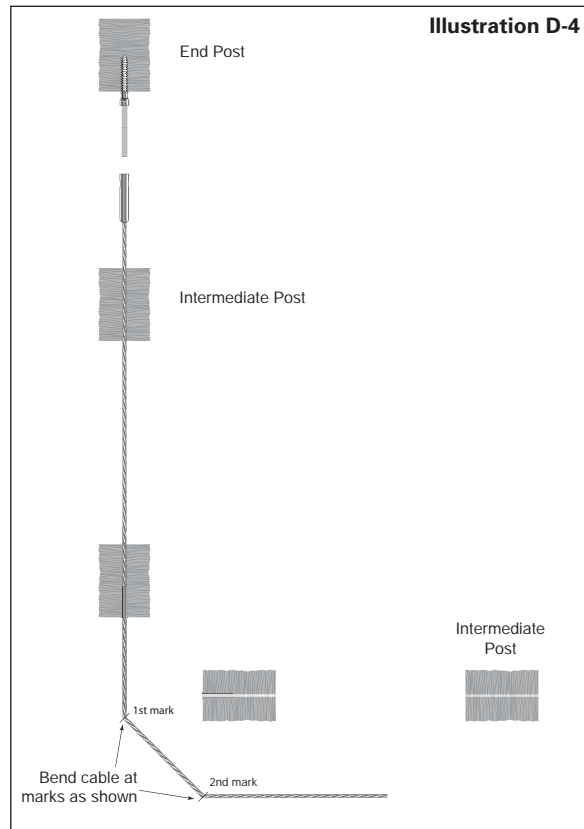 Illustration D-4
End Post
Intermediate Post
Intermediate
Post
1st mark
Bend cable at
marks as shown
2nd mark